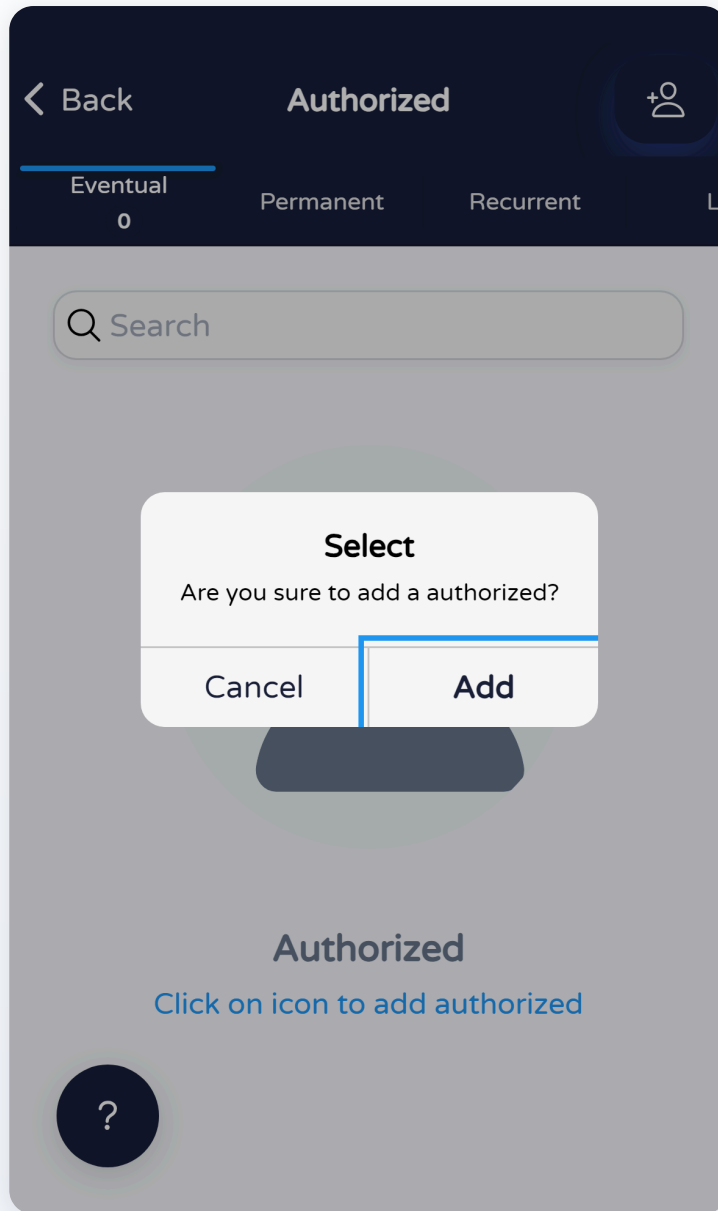 Back
Authorized
Eventual
0
Permanent
Recurrent
L
Search
Select
Are you sure to add a authorized?
Cancel
Add
Authorized
Click on icon to add authorized
?